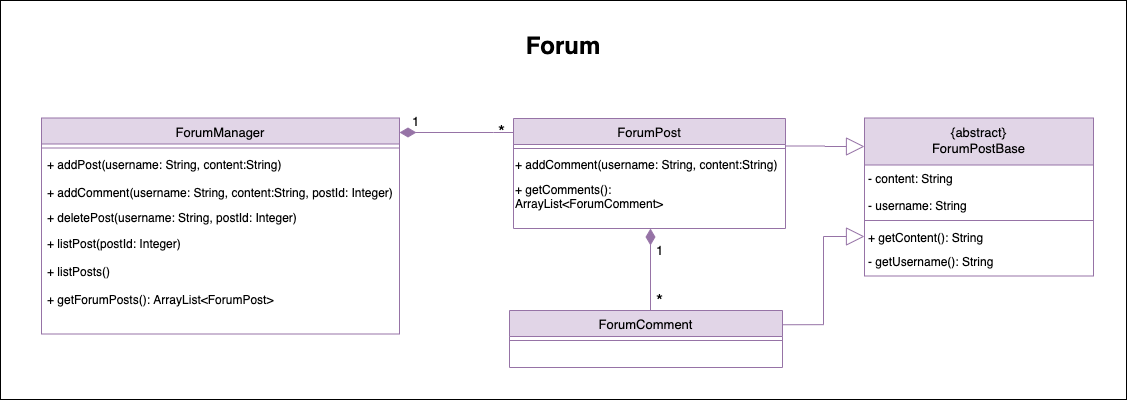 Forum
ForumManager
+ addPost(username: String, content:String)
+ addComment(username: String, content:String, postId: Integer)
+ deletePost(username: String, postId: Integer)
+ listPost(postId: Integer)
+ listPosts()
+ getForumPosts(): ArrayList<ForumPost>
1
*
ForumPost
+ addComment(username: String, content:String)
+ getComments():
ArrayList<ForumComment>
1
*
ForumComment
{abstract}
ForumPostBase
- content: String
- username: String
+ getContent(): String
- getUsername(): String